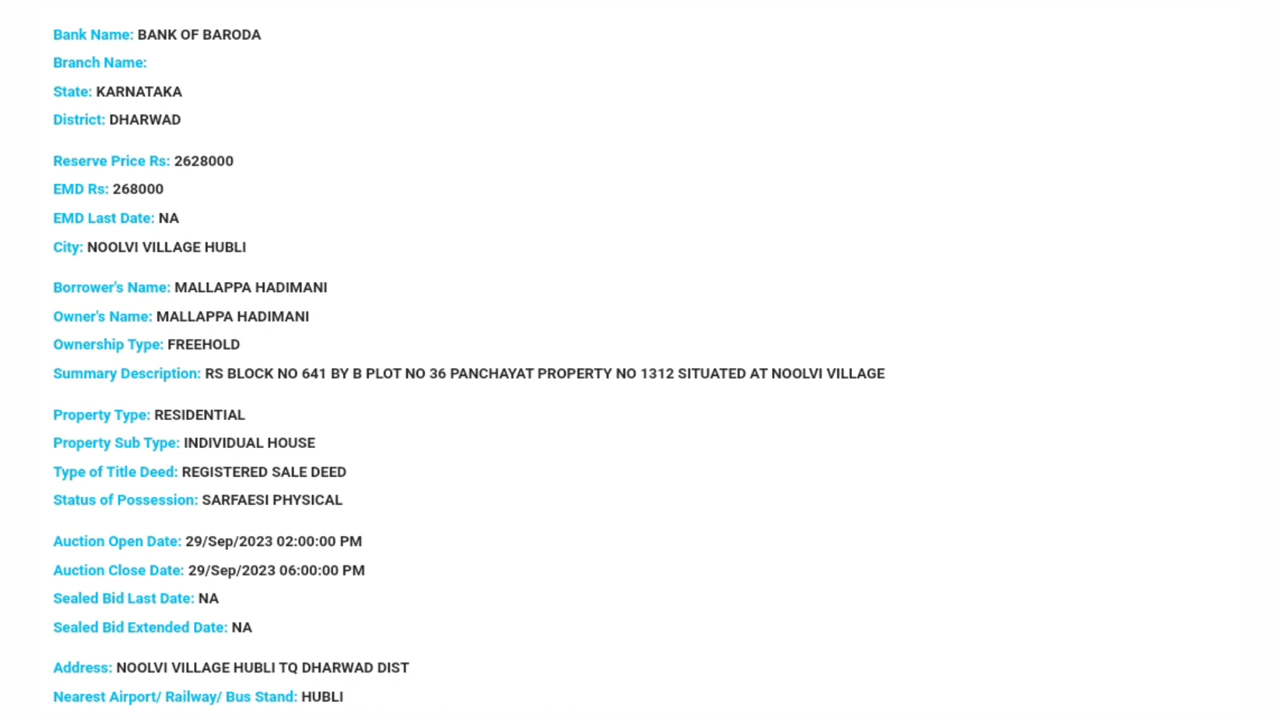 Bank Name: BANK OF BARODA
Branch Name:
State: KARNATAKA
District: DHARWAD
Reserve Price Rs: 2628000
EMD Rs: 268000
EMD Last Date: NA
City: NOOLVI VILLAGE HUBLI
Borrower's Name: MALLAPPA HADIMANI
Owner's Name: MALLAPPA HADIMANI
Ownership Type: FREEHOLD
Summary Description: RS BLOCK NO 641 BY B PLOT NO 36 PANCHAYAT PROPERTY NO 1312 SITUATED AT NOOLVI VILLAGE
Property Type: RESIDENTIAL
Property Sub Type: INDIVIDUAL HOUSE
Type of Title Deed: REGISTERED SALE DEED
Status of Possession: SARFAESI PHYSICAL
Auction Open Date: 29/Sep/2023 02:00:00 PM
Auction Close Date: 29/Sep/2023 06:00:00 PM
Sealed Bid Last Date: NA
Sealed Bid Extended Date: NA
Address: NOOLVI VILLAGE HUBLI TQ DHARWAD DIST
Nearest Airport/ Railway/ Bus Stand: HUBLI